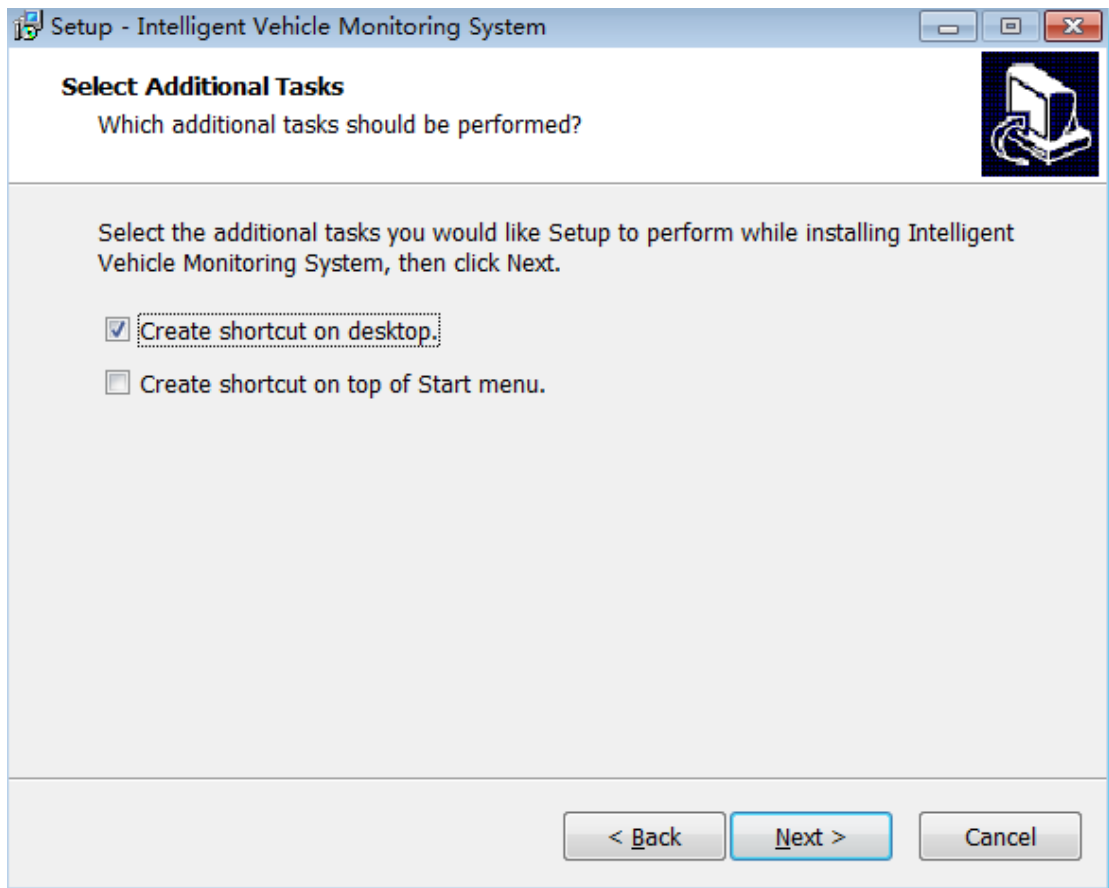 Setup - Intelligent Vehicle Monitoring System
Select Additional Tasks
Which additional tasks should be performed?
Select the additional tasks you would like Setup to perform while installing Intelligent
Vehicle Monitoring System, then click Next.
Create shortcut on desktop.
Create shortcut on top of Start menu.
< Back Next > Cancel